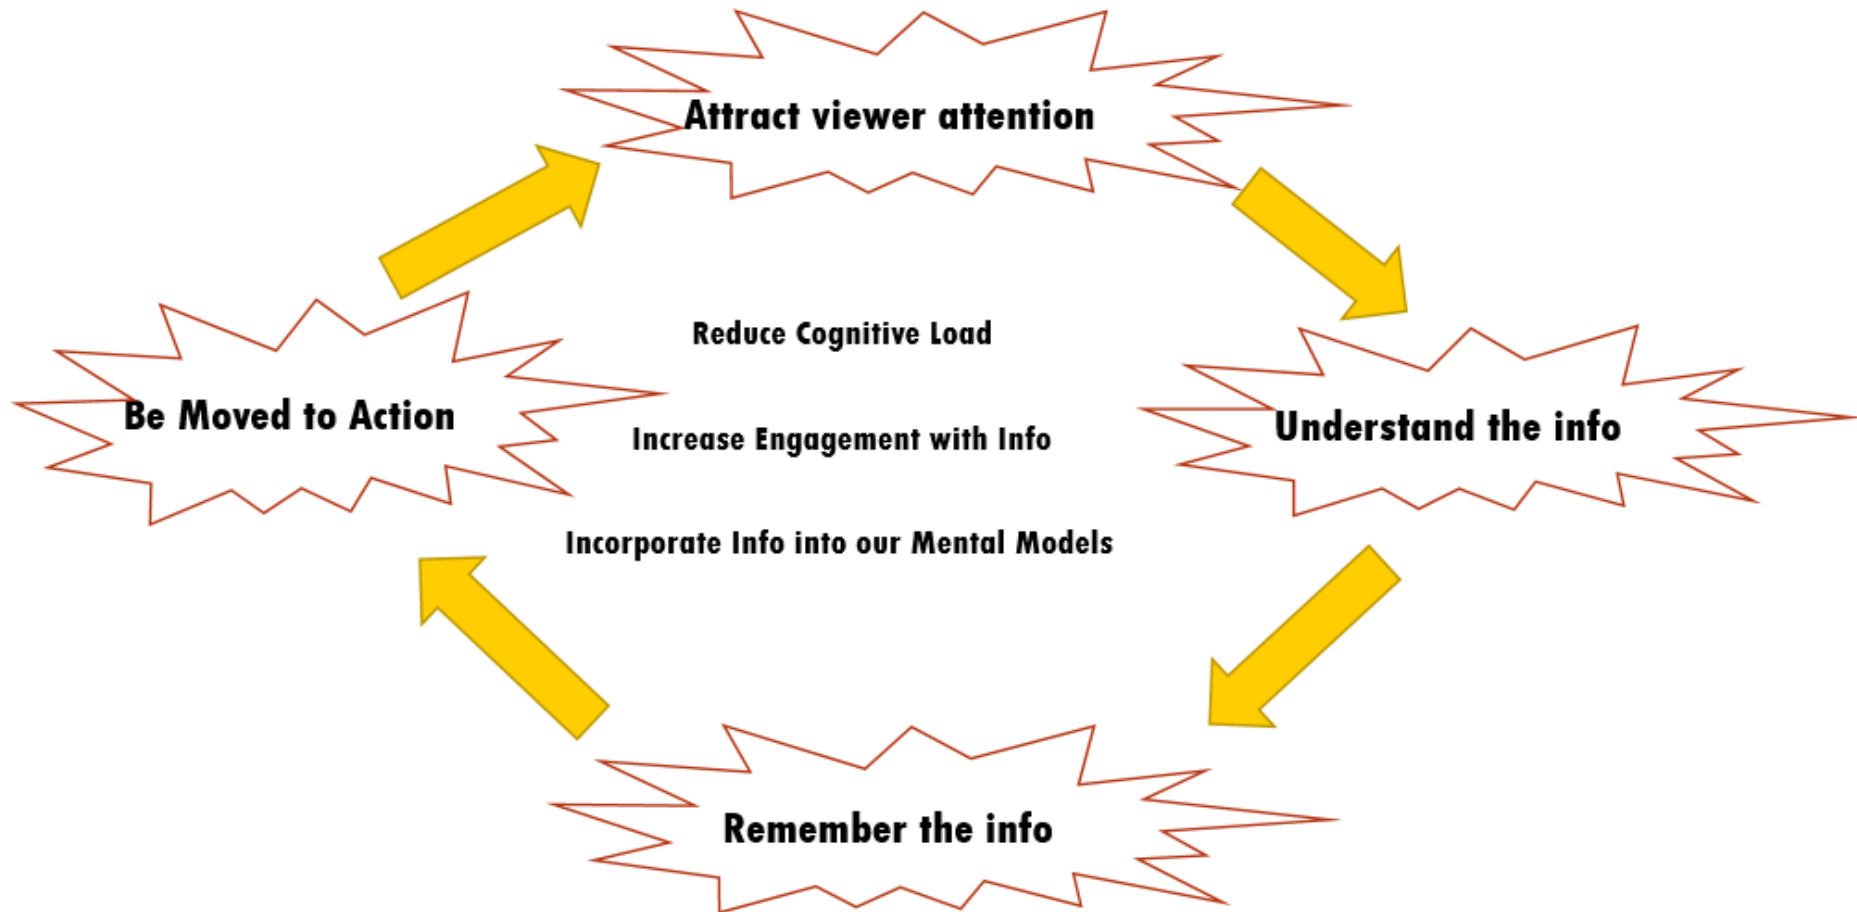 Attract viewer attention
Reduce Cognitive Load
Be Moved to Action
Increase Engagement with Info
Understand the info
Incorporate Info into our Mental Models
Remember the info